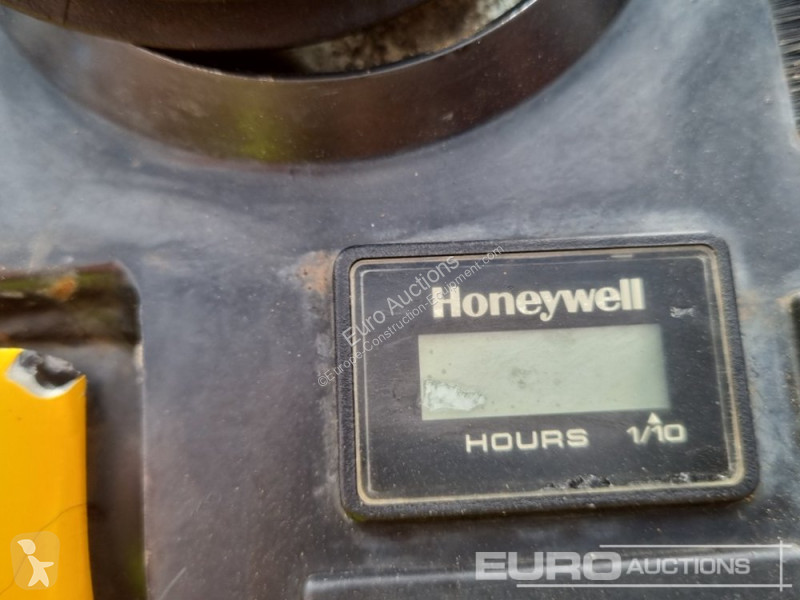 Euro Auctions
©Europe-Construction-Equipment.com
Honeywell
HOURS 1/10
EURO AUCTIONS